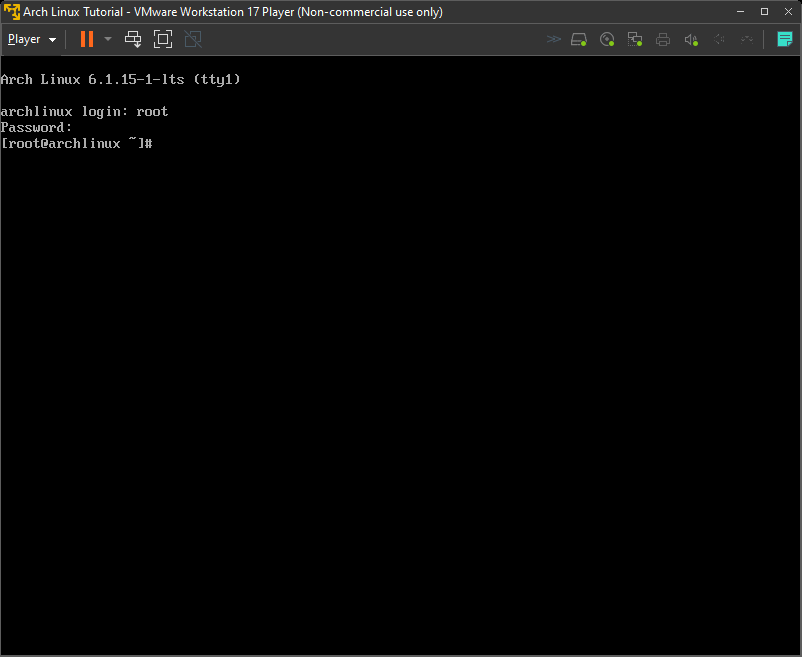 Arch Linux Tutorial - VMware Workstation 17 Player (Non-commercial use only)
Player
Arch Linux 6.1.15-1-lts (tty1)
archlinux login: root
Password:
[root@archlinux ~]#